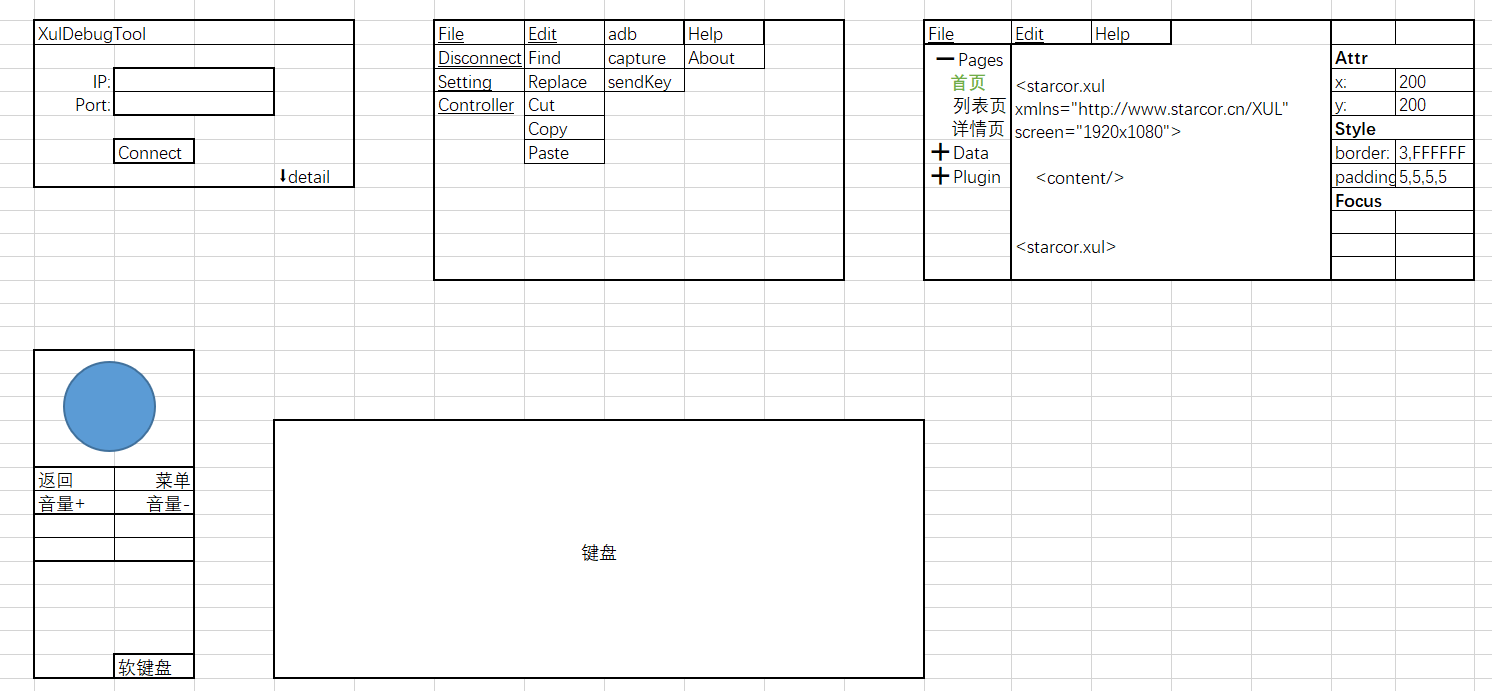 XulDebugTool
IP:
Port:
Connect
⬇detail
File Edit adb Help
Disconnect Find capture About
Setting Replace sendKey
Controller Cut
Copy
Paste
File Edit Help
Pages
首页
列表页
详情页
Data
Plugin
<starcor.xul
xmlns="http://www.starcor.cn/XUL"
screen="1920x1080">
<content/>
<starcor.xul>
Attr
x: 200
y: 200
Style
border: 3,FFFFFF
padding 5,5,5,5
Focus
返回 菜单
音量+ 音量-
软键盘
键盘